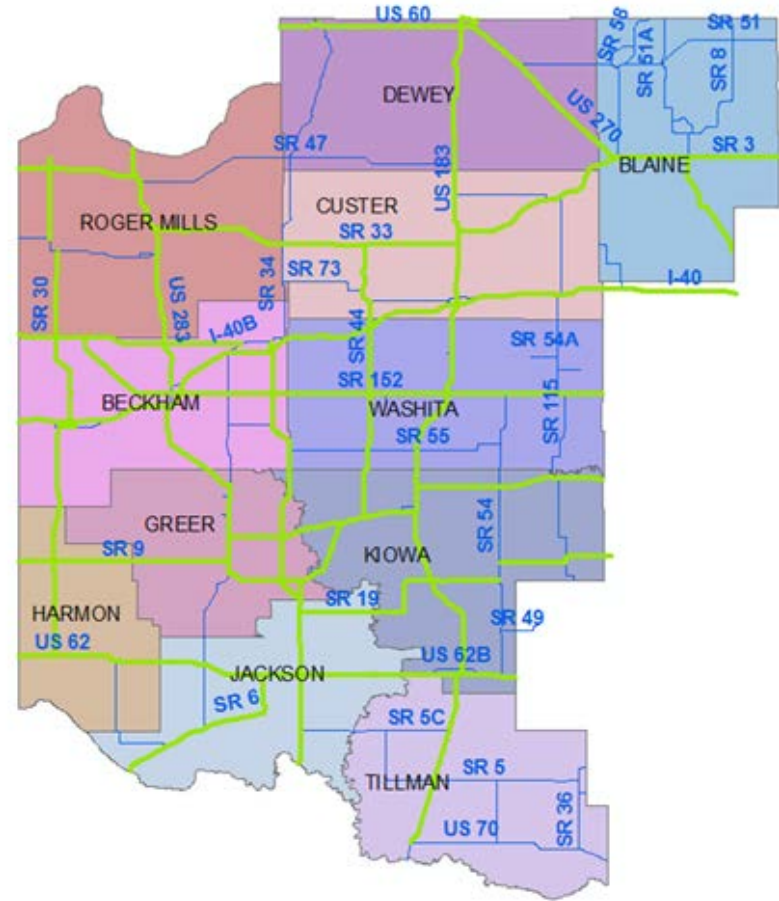 US 60
SR 58
SR 51A
SR 51
SR 8
DEWEY
US 270
SR 47
US 183
SR 3
BLAINE
CUSTER
ROGER MILLS
SR 33
SR 34
SR 73
I-40
SR 30
US 283
I-40B
SR 44
SR 54A
SR 152
BECKHAM
WASHITA
SR 115
SR 55
GREER
SR 54
SR 9
KIOWA
HARMON
SR 19
SR 49
US 62
JACKSON
US 62B
SR 6
SR 5C
TILLMAN
SR 5
SR 36
US 70